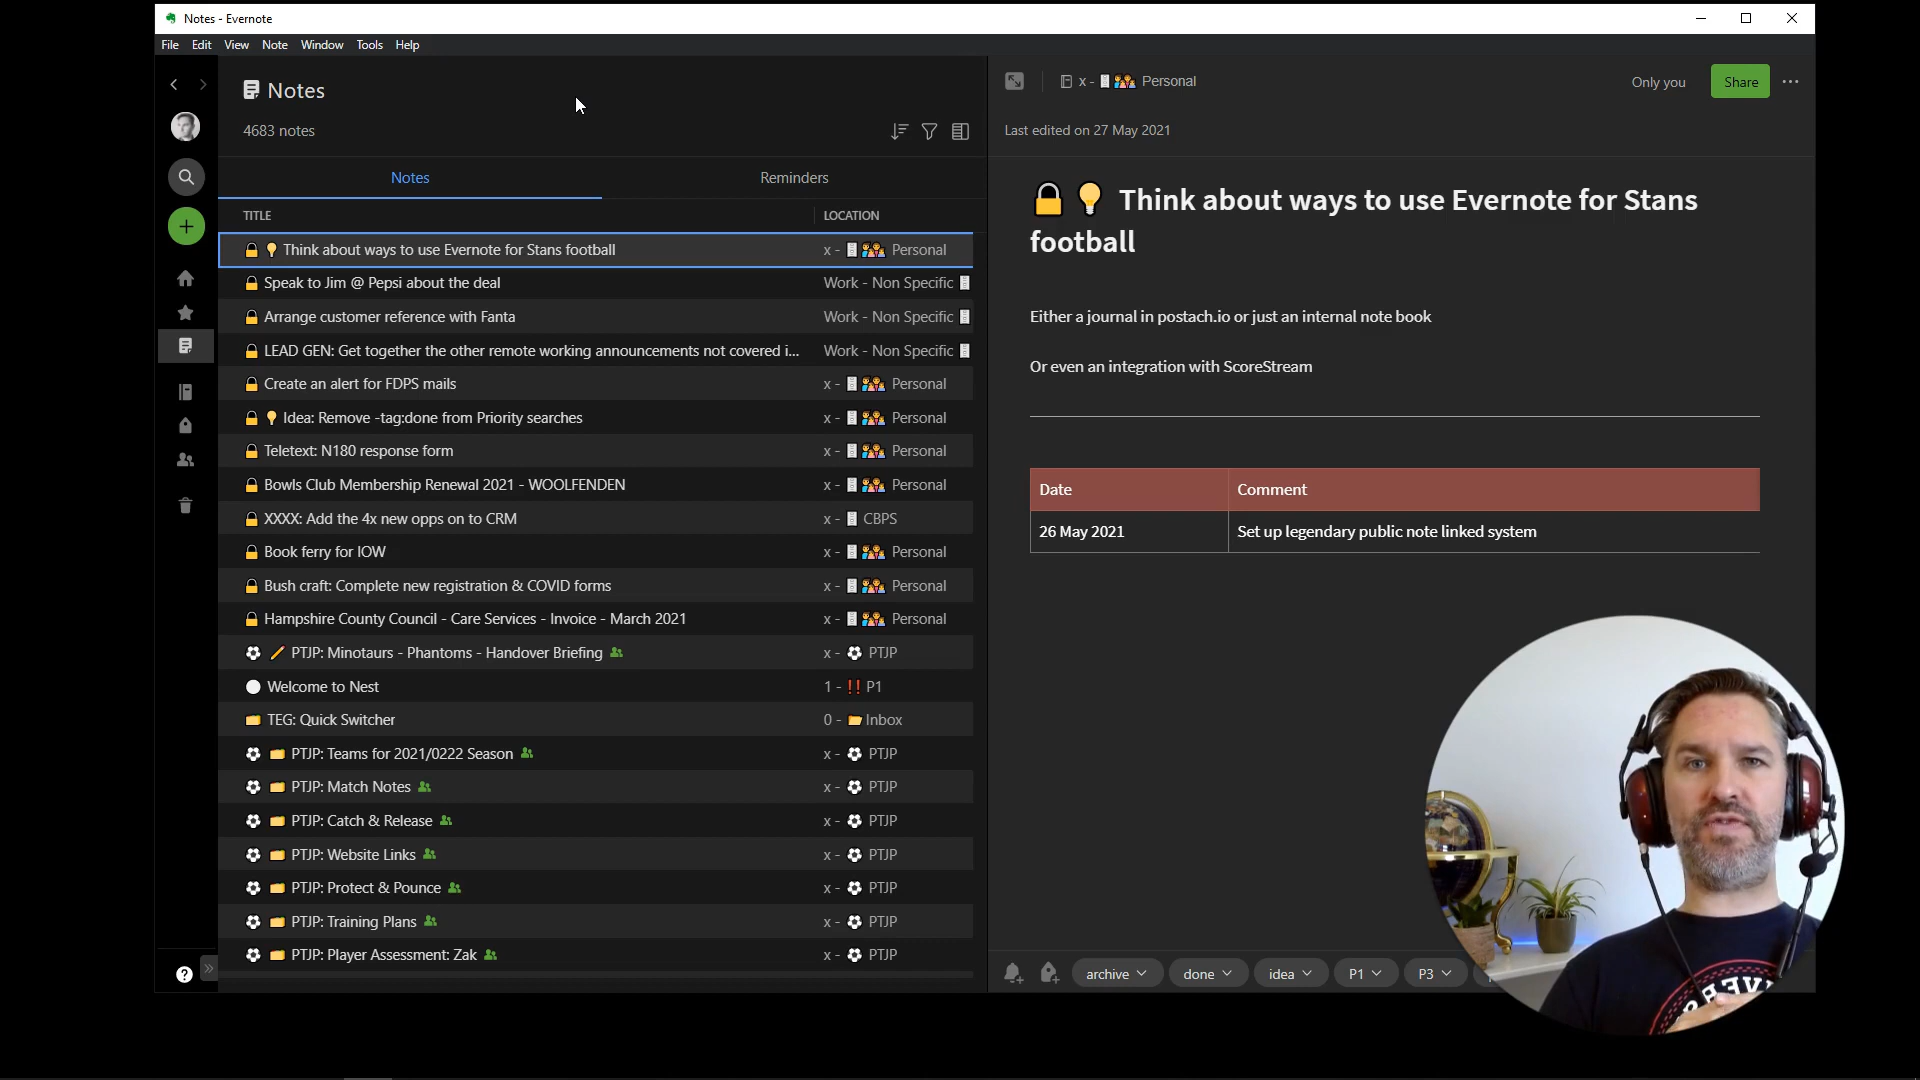 Notes - Evernote
File Edit View Note Window Tools Help
Notes
4683 notes
Notes Reminders
TITLE LOCATION
Think about ways to use Evernote for Stans football x - Personal
Speak to Jim @ Pepsi about the deal Work - Non Specific
Arrange customer reference with Fanta Work - Non Specific
LEAD GEN: Get together the other remote working announcements not covered i... Work - Non Specific
Create an alert for FDPS mails x - Personal
Idea: Remove -tag:done from Priority searches x - Personal
Teletext: N180 response form x - Personal
Bowls Club Membership Renewal 2021 - WOOLFENDEN x - Personal
XXXX: Add the 4x new opps on to CRM x - CBPS
Book ferry for IOW x - Personal
Bush craft: Complete new registration & COVID forms x - Personal
Hampshire County Council - Care Services - Invoice - March 2021 x - Personal
PTJP: Minotaurs - Phantoms - Handover Briefing x - PTJP
Welcome to Nest 1 - ‼ P1
TEG: Quick Switcher 0 - Inbox
PTJP: Teams for 2021/0222 Season x - PTJP
PTJP: Match Notes x - PTJP
PTJP: Catch & Release x - PTJP
PTJP: Website Links x - PTJP
PTJP: Protect & Pounce x - PTJP
PTJP: Training Plans x - PTJP
PTJP: Player Assessment: Zak x - PTJP
x - Personal
Only you Share
Last edited on 27 May 2021
Think about ways to use Evernote for Stans
football
Either a journal in postach.io or just an internal note book
Or even an integration with ScoreStream
Date Comment
26 May 2021 Set up legendary public note linked system
archive done idea P1 P3